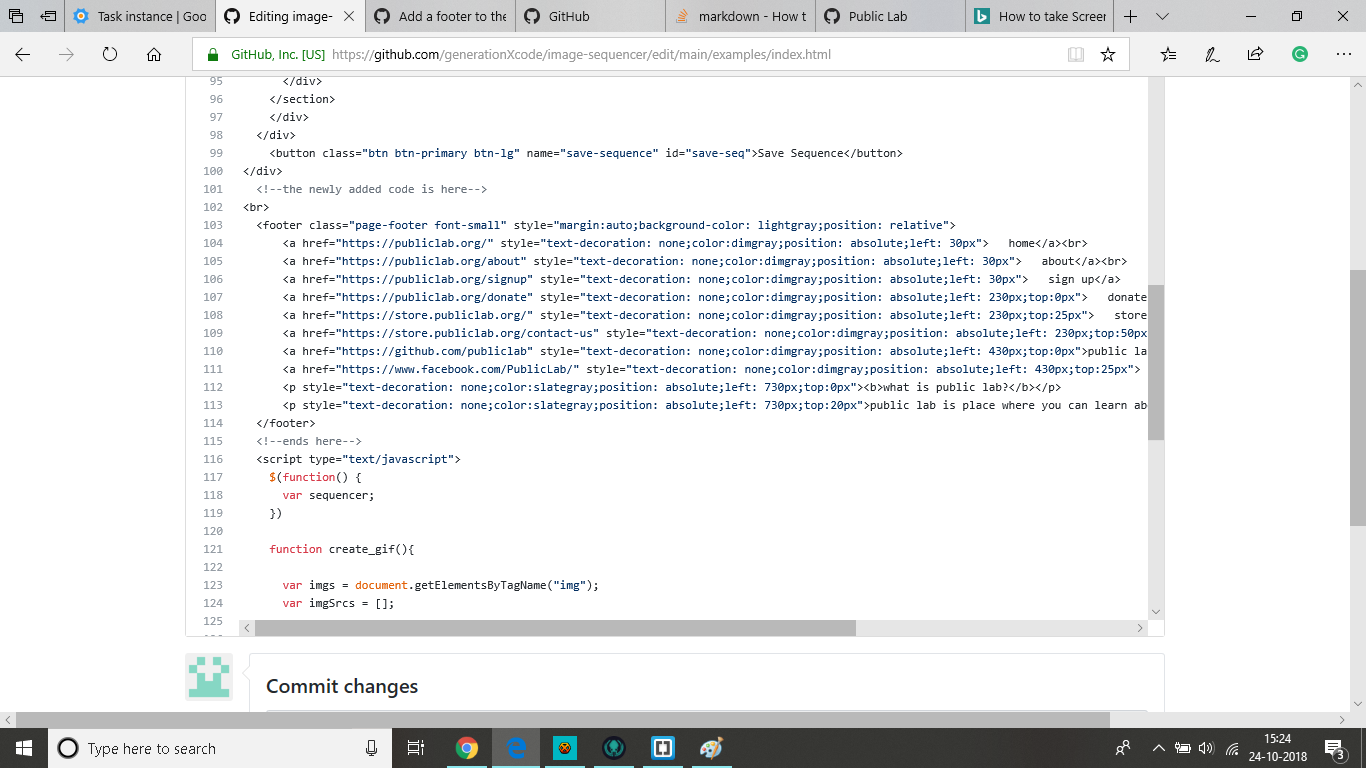 Task instance | Goo
Editing image-
Add a footer to the
GitHub
markdown - How t
Public Lab
How to take Screer
GitHub, Inc. [US] https://github.com/generationXcode/image-sequencer/edit/main/examples/index.html
95 </div>
96 </section>
97 </div>
98 </div>
99 <button class="btn btn-primary btn-lg" name="save-sequence" id="save-seq">Save Sequence</button>
100 </div>
101 <!--the newly added code is here-->
102 <br>
103 <footer class="page-footer font-small" style="margin:auto;background-color: lightgray;position: relative">
104 <a href="https://publiclab.org/" style="text-decoration: none;color:dimgray;position: absolute;left: 30px"> home</a><br>
105 <a href="https://publiclab.org/about" style="text-decoration: none;color:dimgray;position: absolute;left: 30px"> about</a><br>
106 <a href="https://publiclab.org/signup" style="text-decoration: none;color:dimgray;position: absolute;left: 30px"> sign up</a>
107 <a href="https://publiclab.org/donate" style="text-decoration: none;color:dimgray;position: absolute;left: 230px;top:0px"> donate
108 <a href="https://store.publiclab.org/" style="text-decoration: none;color:dimgray;position: absolute;left: 230px;top:25px"> store
109 <a href="https://store.publiclab.org/contact-us" style="text-decoration: none;color:dimgray;position: absolute;left: 230px;top:50px
110 <a href="https://github.com/publiclab" style="text-decoration: none;color:dimgray;position: absolute;left: 430px;top:0px">public la
111 <a href="https://www.facebook.com/PublicLab/" style="text-decoration: none;color:dimgray;position: absolute;left: 430px;top:25px">
112 <p style="text-decoration: none;color:slategray;position: absolute;left: 730px;top:0px"><b>what is public lab?</b></p>
113 <p style="text-decoration: none;color:slategray;position: absolute;left: 730px;top:20px">public lab is place where you can learn ab
114 </footer>
115 <!--ends here-->
116 <script type="text/javascript">
117 $(function() {
118 var sequencer;
119 })
120
121 function create_gif(){
122
123 var imgs = document.getElementsByTagName("img");
124 var imgSrcs = [];
125
Commit changes
Type here to search
15:24
24-10-2018
3